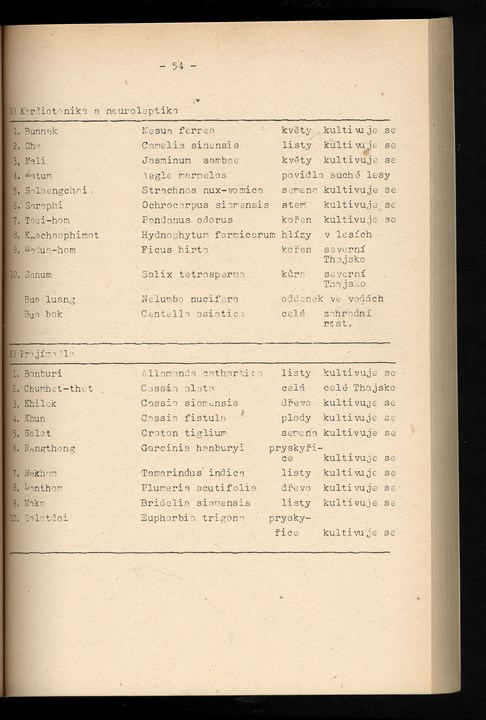 - 54 -
G) Kardiotonika a neuroleptika
1. Bunnak Mesua ferrea květy kultivuje se
2. Cha Camelia sinensis listy kultivuje se
3. Mali Jasminum sambac květy kultivuje se
4. Matum Aegle marmelos povidla suché lesy
5. Salaengchai Strachnos nux-vomica semena kultivuje se
6. Saraphi Ochrocarpus siamensis stem kultivuje se
7. Toei-hom Pandanus odorus kořen kultivuje se
8. Hydnophytum formicarum hlízy v lesích
9. Madua-hom Ficus hirta kořen severní
Thajsko
10. Sanum Salix tetrasperma kůra severní
Thajsko
Bua luang Nelumbo nucifera oddenek ve vodách
Bua bok Centella asiatica celá zahradní
rost.
H) Projímadla
1. Banburi Allamanda cathartica listy kultivuje se
2. Chumhet-thet Cassia alata celá celé Thajsko
3. Khilek Cassia siamensis dřevo kultivuje se
4. Khun Cassia fistula plody kultivuje se
5. Salot Croton tiglium semena kultivuje se
6. Rangthong Garcinia hanburyi pryskyři-
ce kultivuje se
7. Makham Tamarindus indica listy kultivuje se
8. Lanthom Plumeria acutifolia dřevo kultivuje se
9. Maka Bridelia siamensis listy kultivuje se
10. Salatdai Euphorbia trigona prysky-
řice kultivuje se